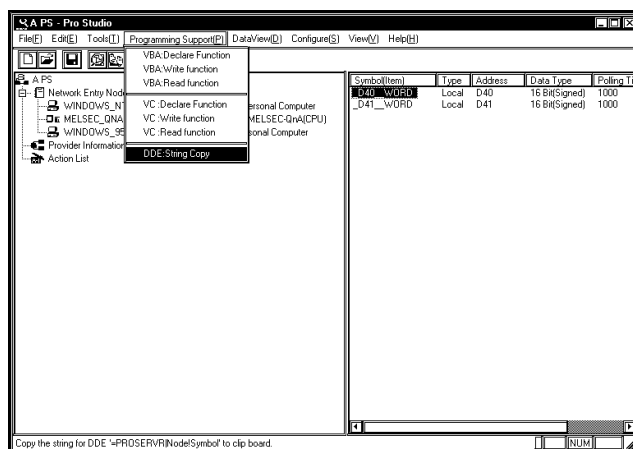 A PS - Pro Studio
File(F) Edit(E) Tools(T) Programming Support(P) DataView(D) Configure(S) View(V) Help(H)
VBA:Declare Function
VBA:Write function
VBA:Read function
VC :Declare Function
VC :Write function
VC :Read function
DDE:String Copy
A PS
Network Entry Node
WINDOWS_NT ersonal Computer
MELSEC_QNA MELSEC-QnA(CPU)
WINDOWS_95 rsonal Computer
Provider Information
Action List
Symbol(Item) Type Address Data Type Polling Ti
_D40__WORD Local D40 16 Bit(Signed) 1000
_D41__WORD Local D41 16 Bit(Signed) 1000
Copy the string for DDE '=PROSERVR|Node!Symbol' to clip board.
NUM